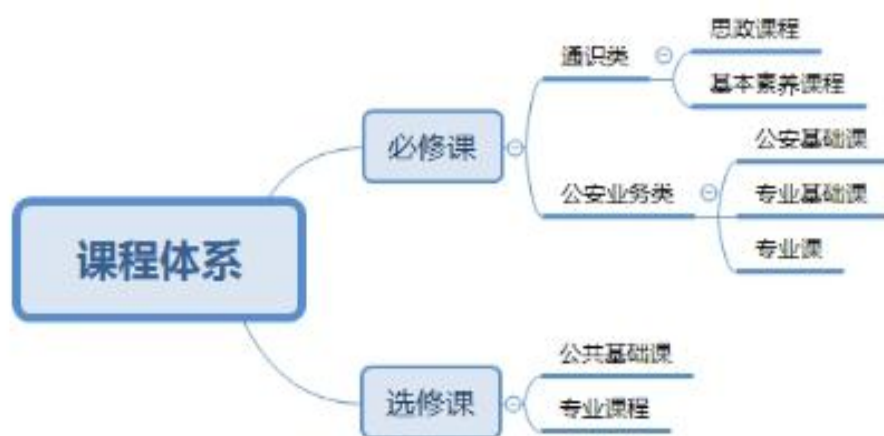 课程体系
必修课
通识类
思政课程
基本素养课程
公安业务类
公安基础课
专业基础课
专业课
选修课
公共基础课
专业课程